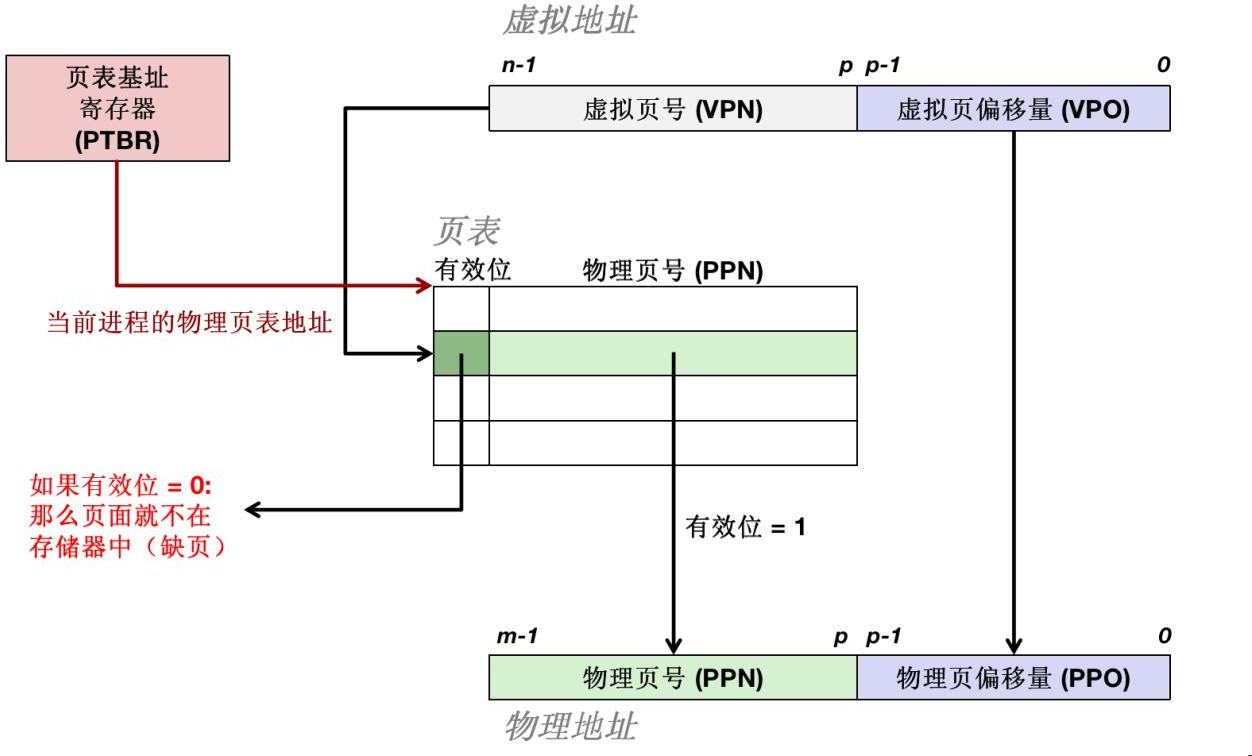 虚拟地址
n-1 p p-1 0
页表基址
寄存器
(PTBR)
虚拟页号 (VPN) 虚拟页偏移量 (VPO)
页表
有效位 物理页号 (PPN)
当前进程的物理页表地址
如果有效位 = 0:
那么页面就不在
存储器中（缺页）
有效位 = 1
m-1 p p-1 0
物理页号 (PPN) 物理页偏移量 (PPO)
物理地址